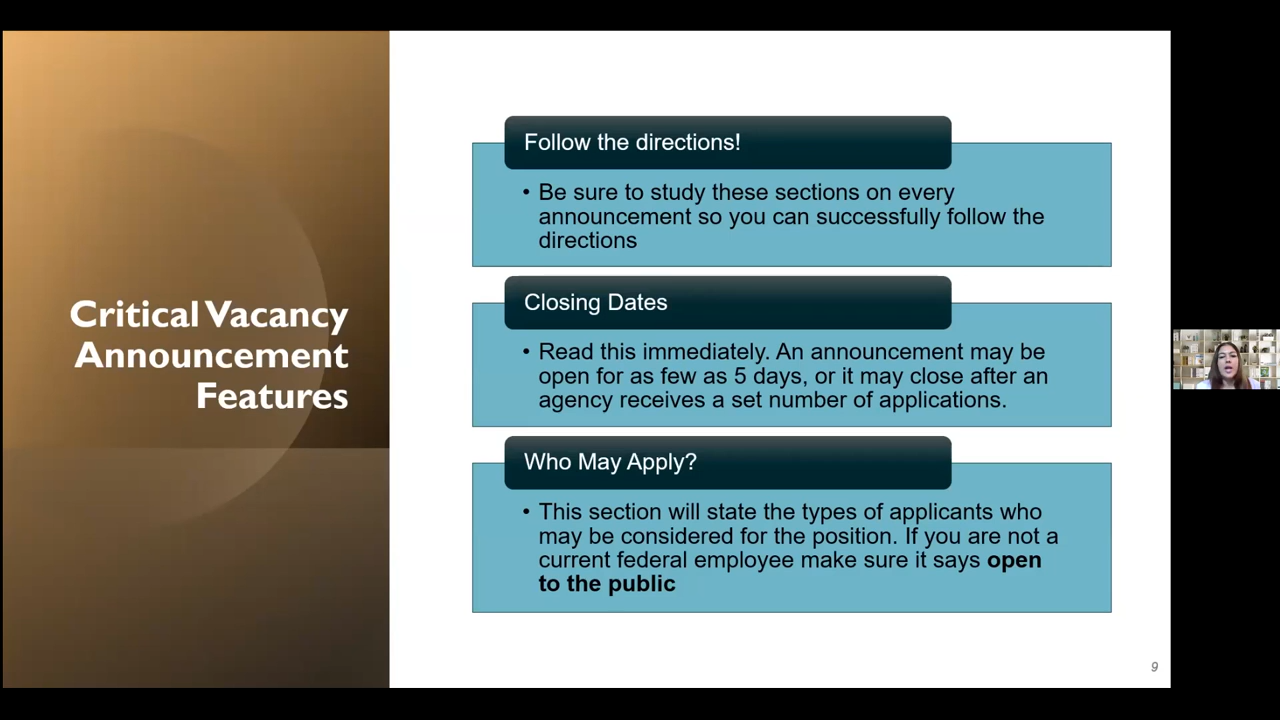 Critical Vacancy
Announcement
Features
Follow the directions!
• Be sure to study these sections on every
announcement so you can successfully follow the
directions
Closing Dates
• Read this immediately. An announcement may be
open for as few as 5 days, or it may close after an
agency receives a set number of applications.
Who May Apply?
• This section will state the types of applicants who
may be considered for the position. If you are not a
current federal employee make sure it says open
to the public
9